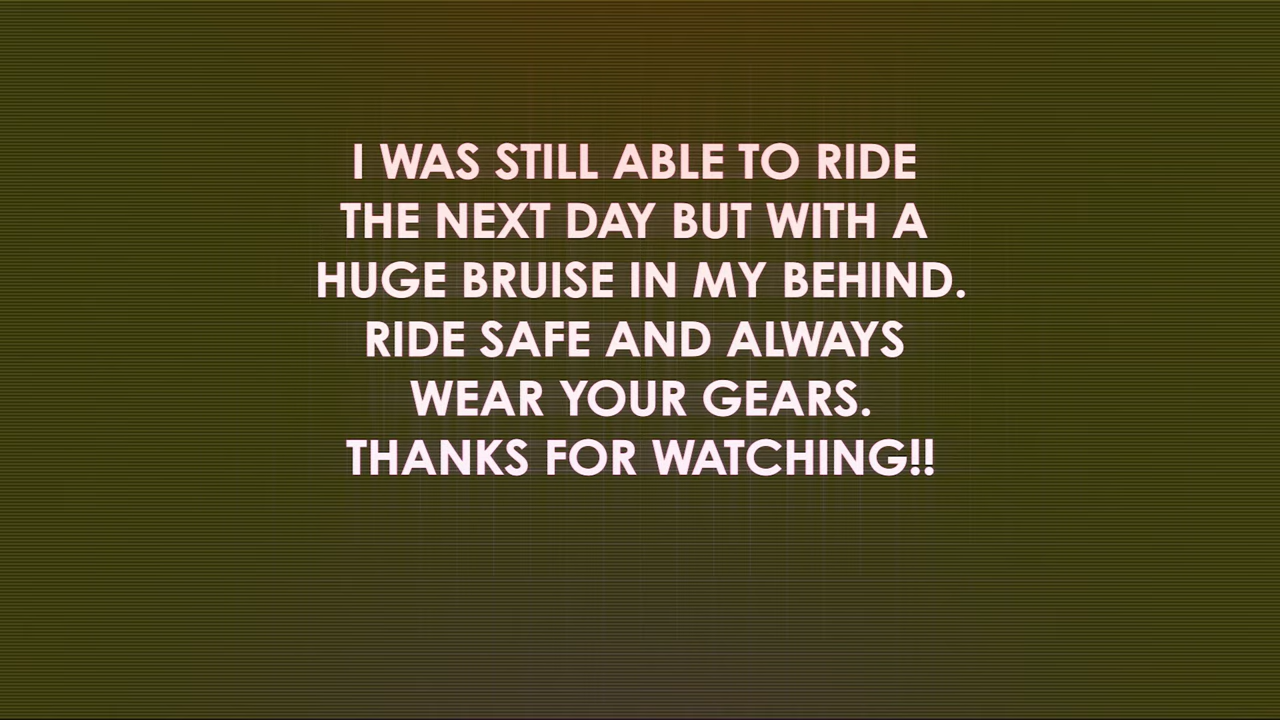 I WAS STILL ABLE TO RIDE
THE NEXT DAY BUT WITH A
HUGE BRUISE IN MY BEHIND.
RIDE SAFE AND ALWAYS
WEAR YOUR GEARS.
THANKS FOR WATCHING!!